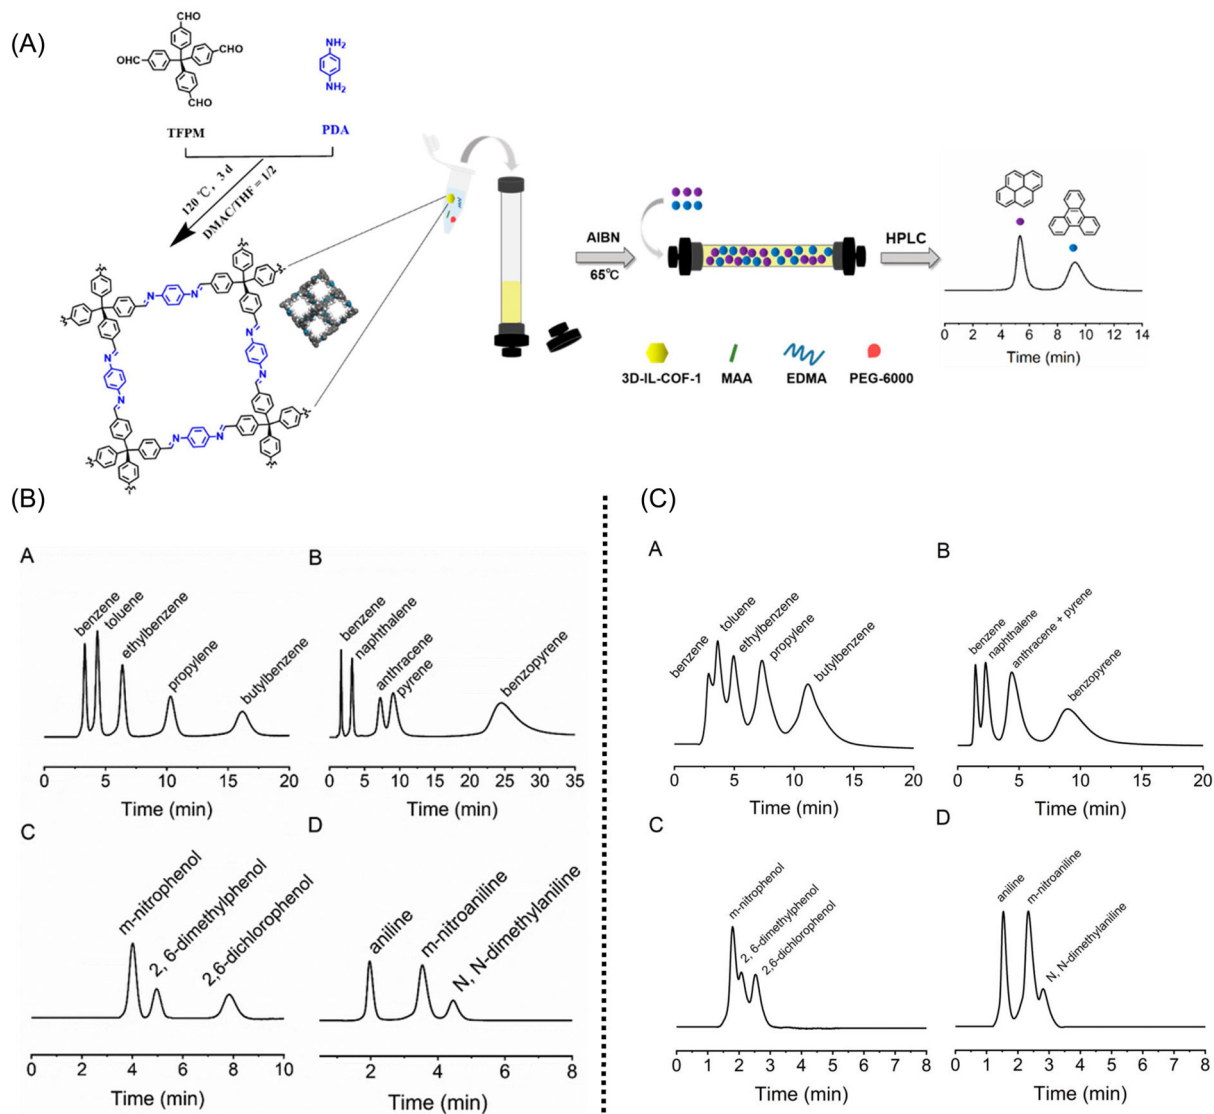 (A)
CHO
OHC
CHO
CHO
NH2
NH2
TFPM
PDA
120 °C, 3 d
DMAC/THF = 1/2
N
N
N
N
N
N
N
N
AIBN
65°C
HPLC
0 2 4 6 8 10 12 14
Time (min)
3D-IL-COF-1 MAA EDMA PEG-6000
(B)
A
benzene
toluene
ethylbenzene
propylene
butylbenzene
0 5 10 15 20
Time (min)
B
benzene
naphthalene
anthracene
pyrene
benzopyrene
0 5 10 15 20 25 30 35
Time (min)
C
m-nitrophenol
2, 6-dimethylphenol
2,6-dichlorophenol
0 2 4 6 8 10
Time (min)
D
aniline
m-nitroaniline
N, N-dimethylaniline
2 4 6 8
Time (min)
(C)
A
benzene
toluene
ethylbenzene
propylene
butylbenzene
0 5 10 15 20
Time (min)
B
benzene
naphthalene
anthracene + pyrene
benzopyrene
0 5 10 15 20
Time (min)
C
m-nitrophenol
2, 6-dimethylphenol
2,6-dichlorophenol
0 1 2 3 4 5 6 7 8
Time (min)
D
aniline
m-nitroaniline
N, N-dimethylaniline
0 1 2 3 4 5 6 7 8
Time (min)